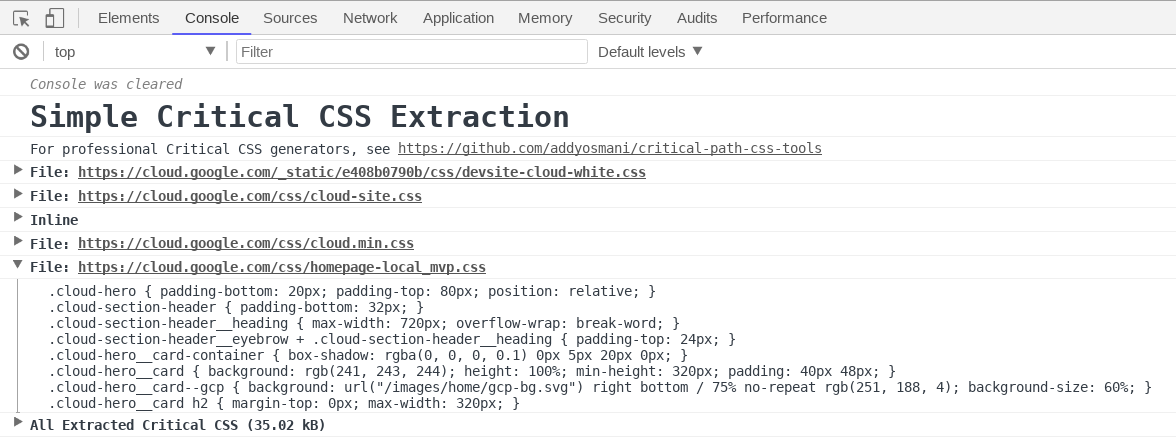 Elements Console Sources Network Application Memory Security Audits Performance
top Filter Default levels
Console was cleared
Simple Critical CSS Extraction
For professional Critical CSS generators, see https://github.com/addyosmani/critical-path-css-tools
File: https://cloud.google.com/_static/e408b0790b/css/devsite-cloud-white.css
File: https://cloud.google.com/css/cloud-site.css
Inline
File: https://cloud.google.com/css/cloud.min.css
File: https://cloud.google.com/css/homepage-local_mvp.css
.cloud-hero { padding-bottom: 20px; padding-top: 80px; position: relative; }
.cloud-section-header { padding-bottom: 32px; }
.cloud-section-header__heading { max-width: 720px; overflow-wrap: break-word; }
.cloud-section-header__eyebrow + .cloud-section-header__heading { padding-top: 24px; }
.cloud-hero__card-container { box-shadow: rgba(0, 0, 0, 0.1) 0px 5px 20px 0px; }
.cloud-hero__card { background: rgb(241, 243, 244); height: 100%; min-height: 320px; padding: 40px 48px; }
.cloud-hero__card--gcp { background: url("/images/home/gcp-bg.svg") right bottom / 75% no-repeat rgb(251, 188, 4); background-size: 60%; }
.cloud-hero__card h2 { margin-top: 0px; max-width: 320px; }
All Extracted Critical CSS (35.02 kB)